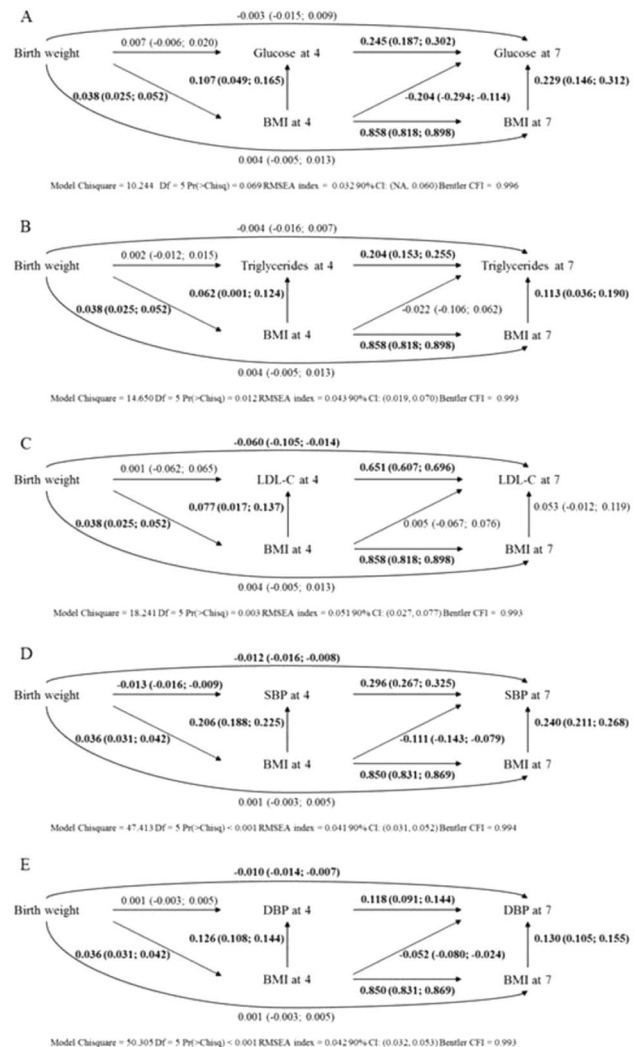 A
-0.003 (-0.015; 0.009)
Birth weight 0.007 (-0.006; 0.020) Glucose at 4 0.245 (0.187; 0.302) Glucose at 7
0.038 (0.025; 0.052) 0.107 (0.049; 0.165) -0.204 (-0.294; -0.114) 0.229 (0.146; 0.312)
BMI at 4 0.858 (0.818; 0.898) BMI at 7
0.004 (-0.005; 0.013)
Model Chisquare = 10.244 Df = 5 Pr(>Chisq) = 0.069 RMSEA index = 0.032 90% CI: (NA, 0.060) Bentler CFI = 0.996
B
-0.004 (-0.016; 0.007)
Birth weight 0.002 (-0.012; 0.015) Triglycerides at 4 0.204 (0.153; 0.255) Triglycerides at 7
0.038 (0.025; 0.052) 0.062 (0.001; 0.124) -0.022 (-0.106; 0.062) 0.113 (0.036; 0.190)
BMI at 4 0.858 (0.818; 0.898) BMI at 7
0.004 (-0.005; 0.013)
Model Chisquare = 14.650 Df = 5 Pr(>Chisq) = 0.012 RMSEA index = 0.043 90% CI: (0.019, 0.070) Bentler CFI = 0.993
C
-0.060 (-0.105; -0.014)
Birth weight 0.001 (-0.062; 0.065) LDL-C at 4 0.651 (0.607; 0.696) LDL-C at 7
0.038 (0.025; 0.052) 0.077 (0.017; 0.137) 0.005 (-0.067; 0.076) 0.053 (-0.012; 0.119)
BMI at 4 0.858 (0.818; 0.898) BMI at 7
0.004 (-0.005; 0.013)
Model Chisquare = 18.241 Df = 5 Pr(>Chisq) = 0.003 RMSEA index = 0.051 90% CI: (0.027, 0.077) Bentler CFI = 0.993
D
-0.012 (-0.016; -0.008)
Birth weight -0.013 (-0.016; -0.009) SBP at 4 0.296 (0.267; 0.325) SBP at 7
0.036 (0.031; 0.042) 0.206 (0.188; 0.225) -0.111 (-0.143; -0.079) 0.240 (0.211; 0.268)
BMI at 4 0.850 (0.831; 0.869) BMI at 7
0.001 (-0.003; 0.005)
Model Chisquare = 47.413 Df = 5 Pr(>Chisq) < 0.001 RMSEA index = 0.041 90% CI: (0.031, 0.052) Bentler CFI = 0.994
E
-0.010 (-0.014; -0.007)
Birth weight 0.001 (-0.003; 0.005) DBP at 4 0.118 (0.091; 0.144) DBP at 7
0.036 (0.031; 0.042) 0.126 (0.108; 0.144) -0.052 (-0.080; -0.024) 0.130 (0.105; 0.155)
BMI at 4 0.850 (0.831; 0.869) BMI at 7
0.001 (-0.003; 0.005)
Model Chisquare = 50.305 Df = 5 Pr(>Chisq) < 0.001 RMSEA index = 0.042 90% CI: (0.032, 0.053) Bentler CFI = 0.993